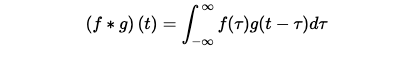 (f ∗ g) (t) = ∫_{−∞}^{∞} f(τ)g(t − τ)dτ